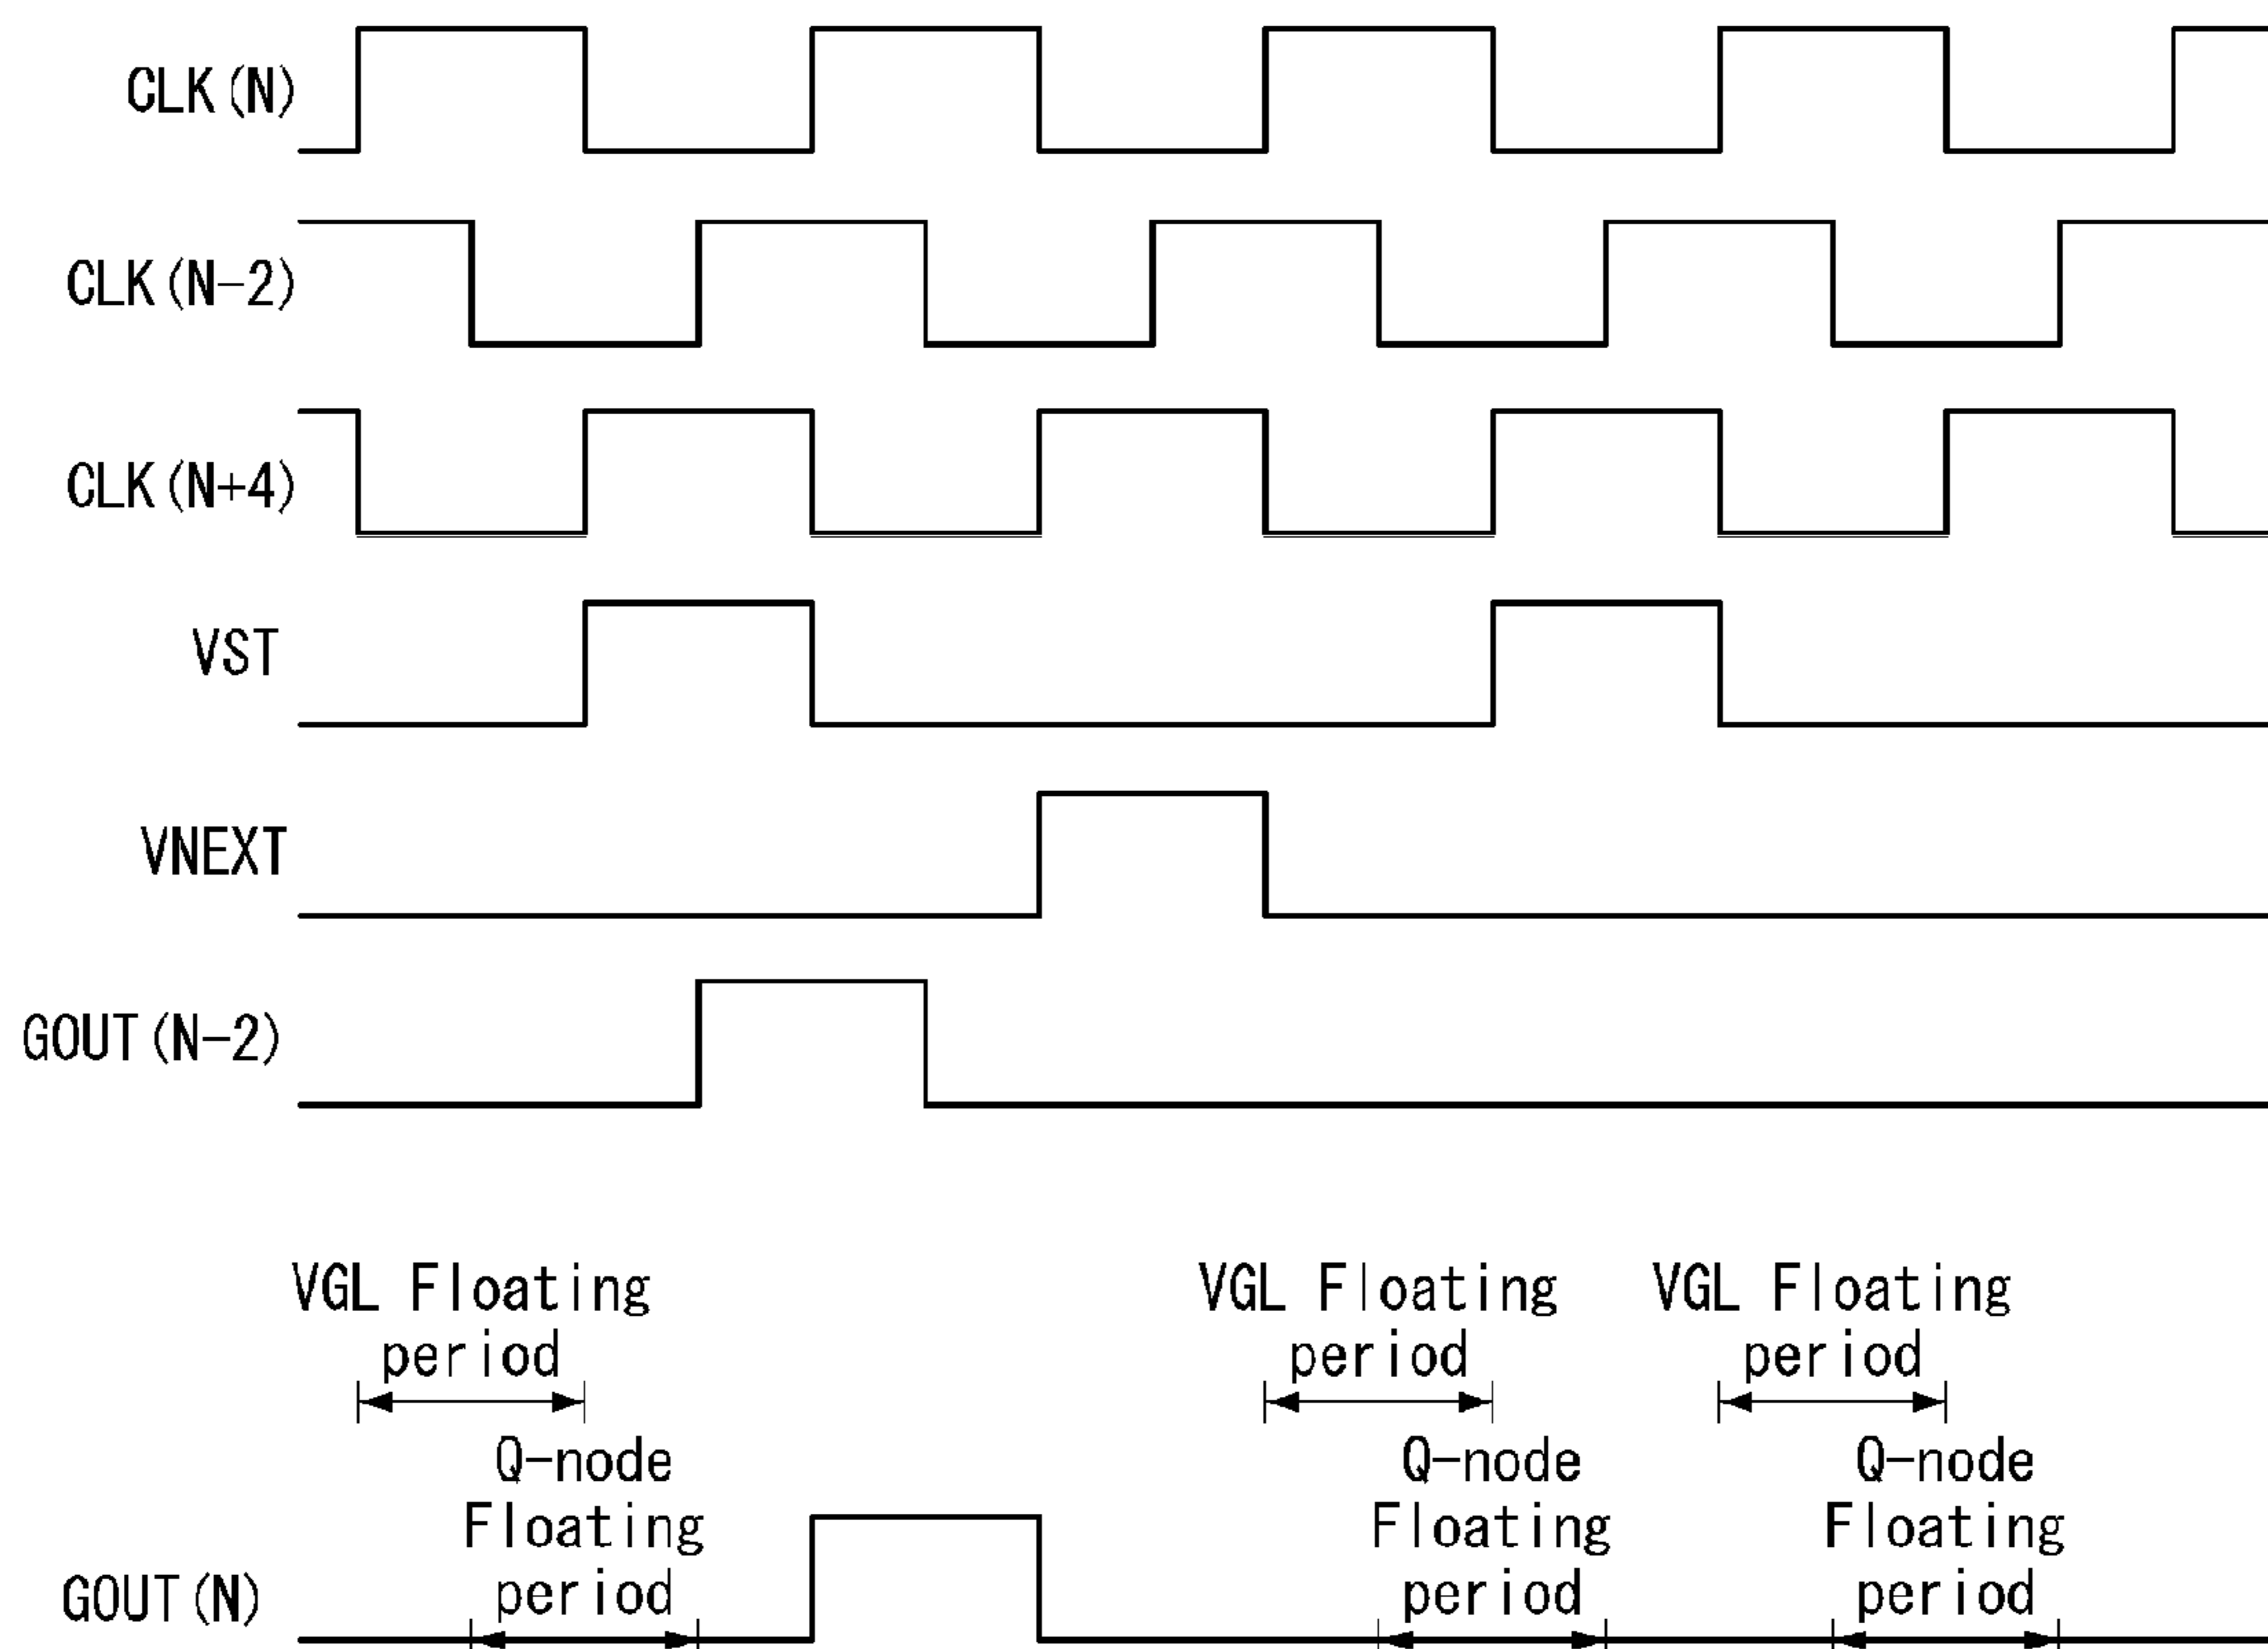 CLK(N)
CLK(N-2)
CLK(N+4)
VST
VNEXT
GOUT(N-2)
VGL Floating
period
VGL Floating
period
VGL Floating
period
Q-node
Floating
period
Q-node
Floating
period
Q-node
Floating
period
GOUT(N)